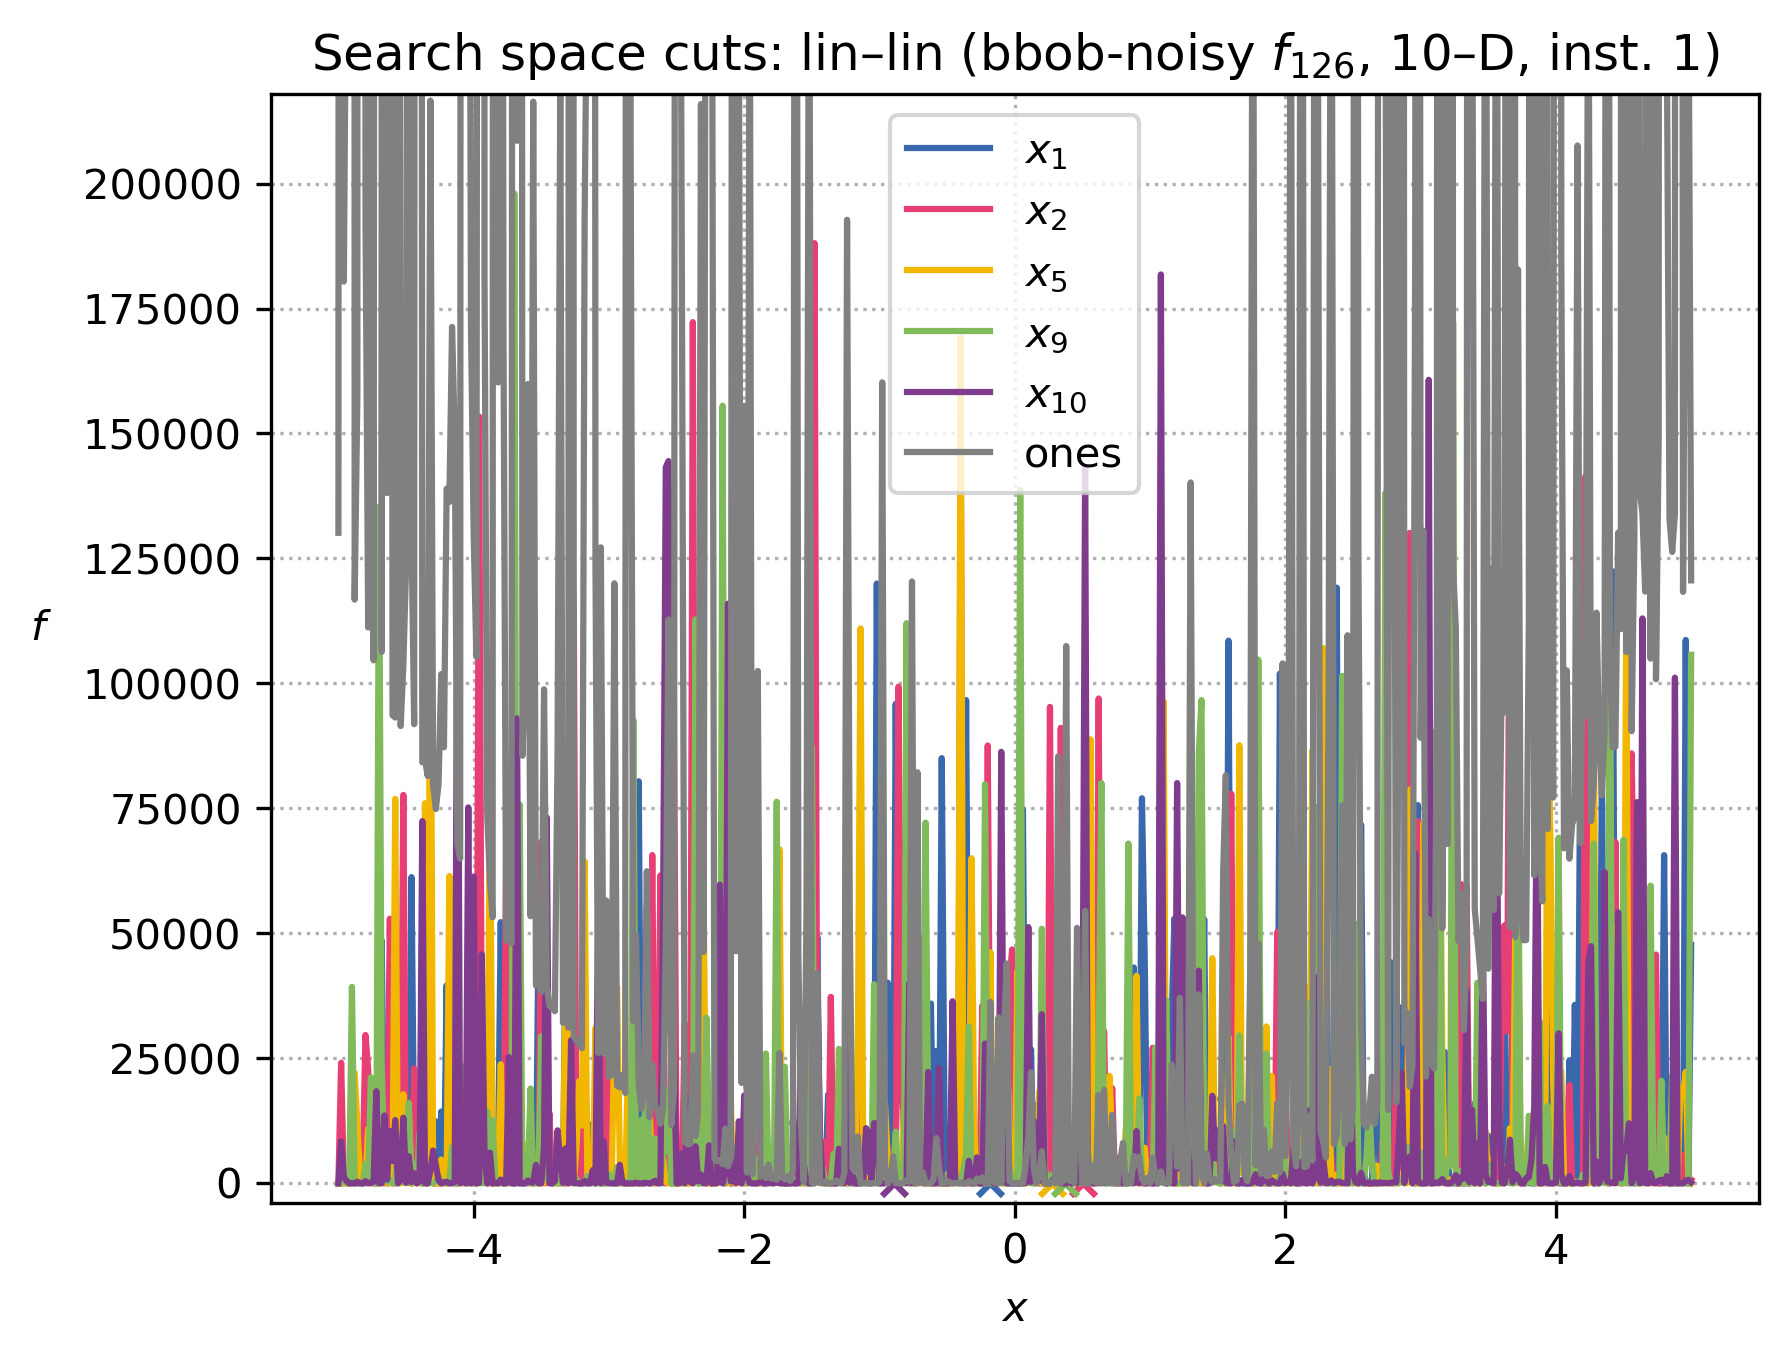 Search space cuts: lin–lin (bbob-noisy f₁₂₆, 10–D, inst. 1)
x₁
x₂
x₅
x₉
x₁₀
ones
200000
175000
150000
125000
100000
75000
50000
25000
0
f
−4 −2 0 2 4
x